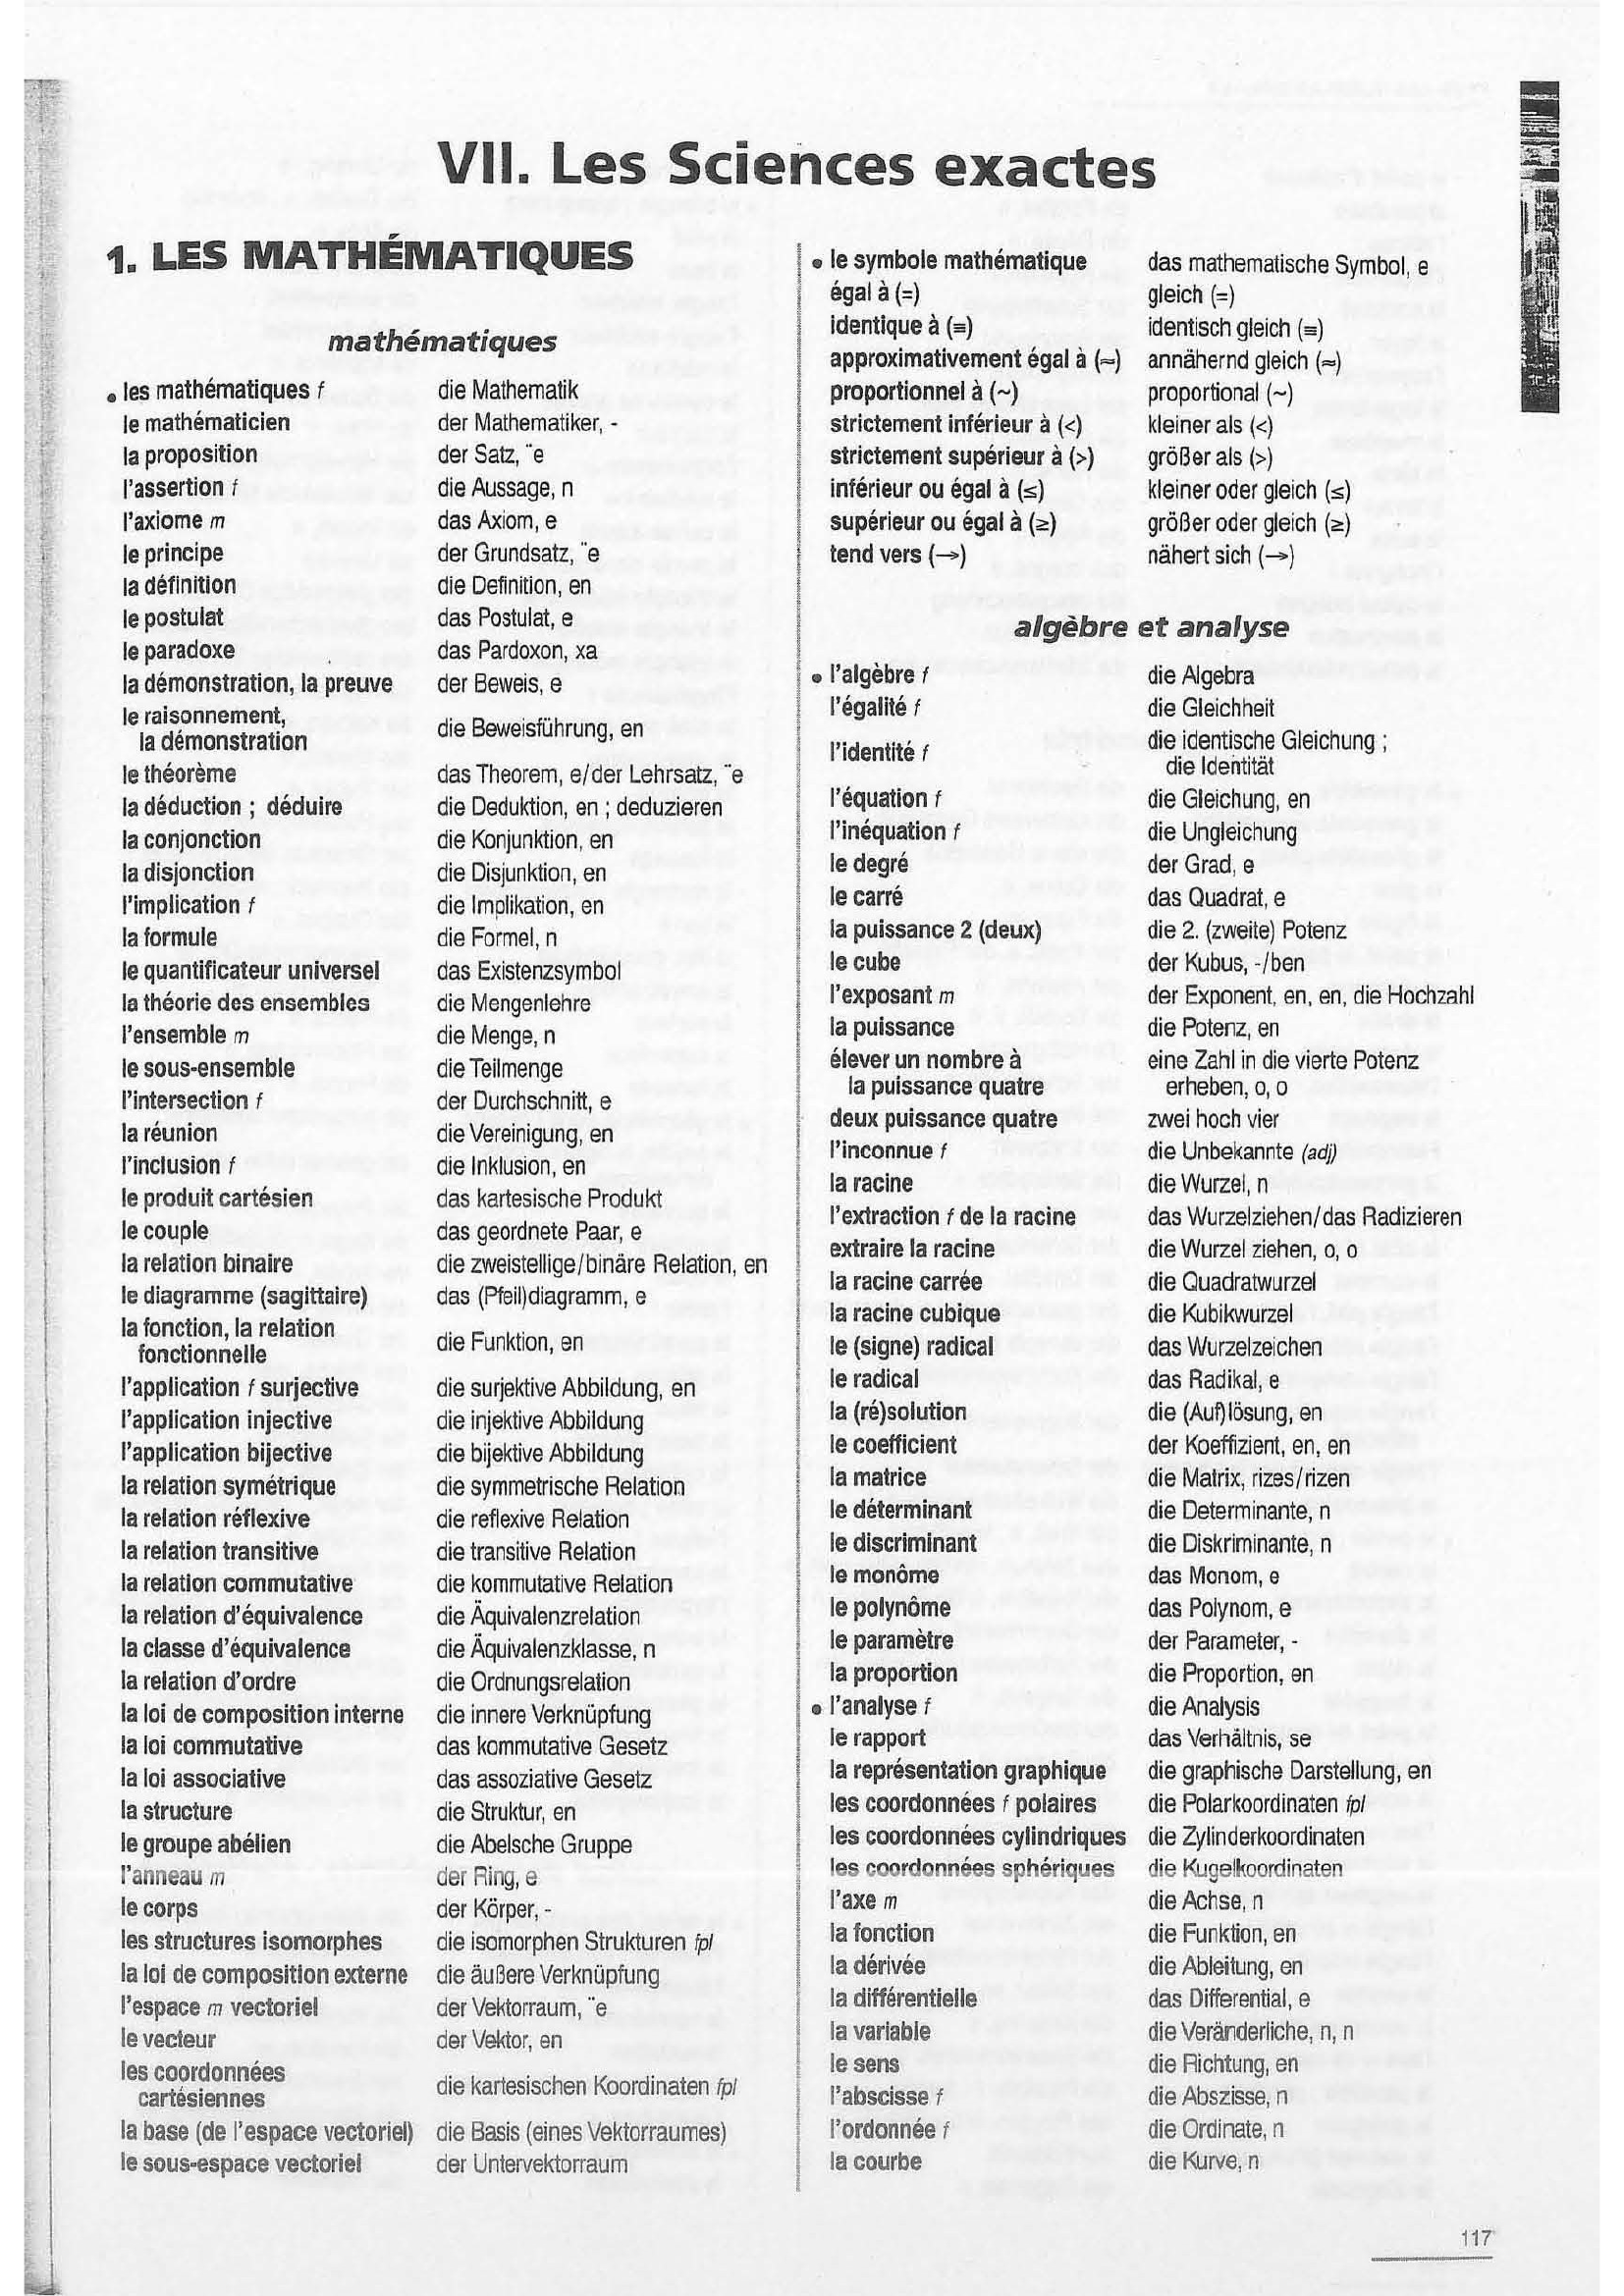 VII. Les Sciences exactes
1. LES MATHÉMATIQUES
mathématiques
• les mathématiques f die Mathematik
le mathématicien der Mathematiker, -
la proposition der Satz, ¨e
l'assertion f die Aussage, n
l'axiome m das Axiom, e
le principe der Grundsatz, ¨e
la définition die Definition, en
le postulat das Postulat, e
le paradoxe das Pardoxon, xa
la démonstration, la preuve der Beweis, e
le raisonnement,
la démonstration die Beweisführung, en
le théorème das Theorem, e/der Lehrsatz, ¨e
la déduction ; déduire die Deduktion, en ; deduzieren
la conjonction die Konjunktion, en
la disjonction die Disjunktion, en
l'implication f die Implikation, en
la formule die Formel, n
le quantificateur universel das Existenzsymbol
la théorie des ensembles die Mengenlehre
l'ensemble m die Menge, n
le sous-ensemble die Teilmenge
l'intersection f der Durchschnitt, e
la réunion die Vereinigung, en
l'inclusion f die Inklusion, en
le produit cartésien das kartesische Produkt
le couple das geordnete Paar, e
la relation binaire die zweistellige/binäre Relation, en
le diagramme (sagittaire) das (Pfeil)diagramm, e
la fonction, la relation
fonctionnelle die Funktion, en
l'application f surjective die surjektive Abbildung, en
l'application injective die injektive Abbildung
l'application bijective die bijektive Abbildung
la relation symétrique die symmetrische Relation
la relation réflexive die reflexive Relation
la relation transitive die transitive Relation
la relation commutative die kommutative Relation
la relation d'équivalence die Äquivalenzrelation
la classe d'équivalence die Äquivalenzklasse, n
la relation d'ordre die Ordnungsrelation
la loi de composition interne die innere Verknüpfung
la loi commutative das kommutative Gesetz
la loi associative das assoziative Gesetz
la structure die Struktur, en
le groupe abélien die Abelsche Gruppe
l'anneau m der Ring, e
le corps der Körper, -
les structures isomorphes die isomorphen Strukturen fpl
la loi de composition externe die äußere Verknüpfung
l'espace m vectoriel der Vektorraum, ¨e
le vecteur der Vektor, en
les coordonnées
cartésiennes die kartesischen Koordinaten fpl
la base (de l'espace vectoriel) die Basis (eines Vektorraumes)
le sous-espace vectoriel der Untervektorraum
• le symbole mathématique das mathematische Symbol, e
égal à (=) gleich (=)
identique à (≡) identisch gleich (≡)
approximativement égal à (≈) annähernd gleich (≈)
proportionnel à (~) proportional (~)
strictement inférieur à (<) kleiner als (<)
strictement supérieur à (>) größer als (>)
inférieur ou égal à (≤) kleiner oder gleich (≤)
supérieur ou égal à (≥) größer oder gleich (≥)
tend vers (→) nähert sich (→)
algèbre et analyse
• l'algèbre f die Algebra
l'égalité f die Gleichheit
l'identité f die identische Gleichung ;
die Identität
l'équation f die Gleichung, en
l'inéquation f die Ungleichung
le degré der Grad, e
le carré das Quadrat, e
la puissance 2 (deux) die 2. (zweite) Potenz
le cube der Kubus, -/ben
l'exposant m der Exponent, en, en, die Hochzahl
la puissance die Potenz, en
élever un nombre à eine Zahl in die vierte Potenz
la puissance quatre erheben, o, o
deux puissance quatre zwei hoch vier
l'inconnue f die Unbekannte (adj)
la racine die Wurzel, n
l'extraction f de la racine das Wurzelziehen/das Radizieren
extraire la racine die Wurzel ziehen, o, o
la racine carrée die Quadratwurzel
la racine cubique die Kubikwurzel
le (signe) radical das Wurzelzeichen
le radical das Radikal, e
la (ré)solution die (Auf)lösung, en
le coefficient der Koeffizient, en, en
la matrice die Matrix, rizes/rizen
le déterminant die Determinante, n
le discriminant die Diskriminante, n
le monôme das Monom, e
le polynôme das Polynom, e
le paramètre der Parameter, -
la proportion die Proportion, en
• l'analyse f die Analysis
le rapport das Verhältnis, se
la représentation graphique die graphische Darstellung, en
les coordonnées f polaires die Polarkoordinaten fpl
les coordonnées cylindriques die Zylinderkoordinaten
les coordonnées sphériques die Kugelkoordinaten
l'axe m die Achse, n
la fonction die Funktion, en
la dérivée die Ableitung, en
la différentielle das Differential, e
la variable die Veränderliche, n, n
le sens die Richtung, en
l'abscisse f die Abszisse, n
l'ordonnée f die Ordinate, n
la courbe die Kurve, n
117